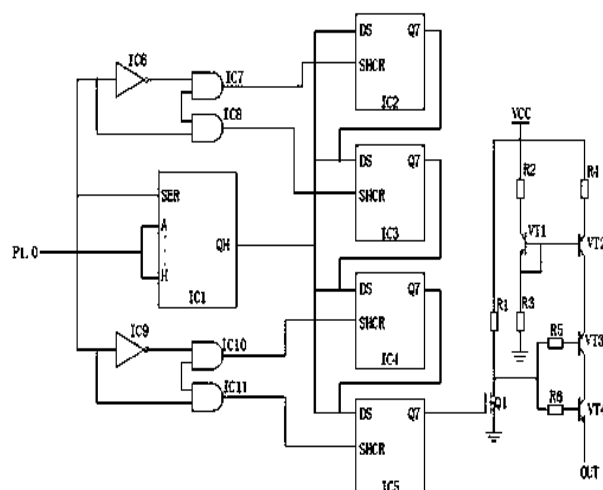 IC6
IC7
IC8
DS
Q7
SHCR
IC2
DS
Q7
SHCR
IC3
SER
A
H
QH
IC1
P1.0
IC9
IC10
IC11
DS
Q7
SHCR
IC4
DS
Q7
SHCR
IC5
VCC
R2
R4
VT1
VT2
R1
R3
R5
VT3
Q1
R6
VT4
OUT